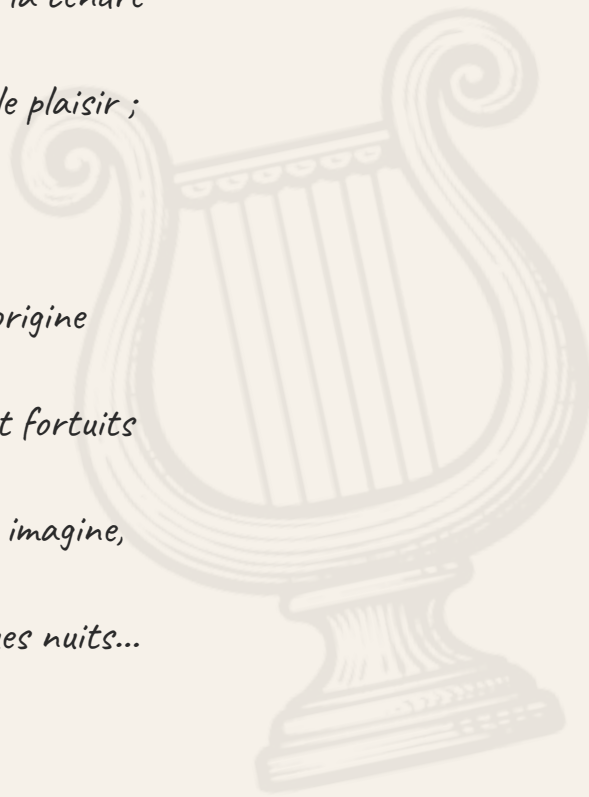 le plaisir ;
origine
fortuits
imagine,
nuits...